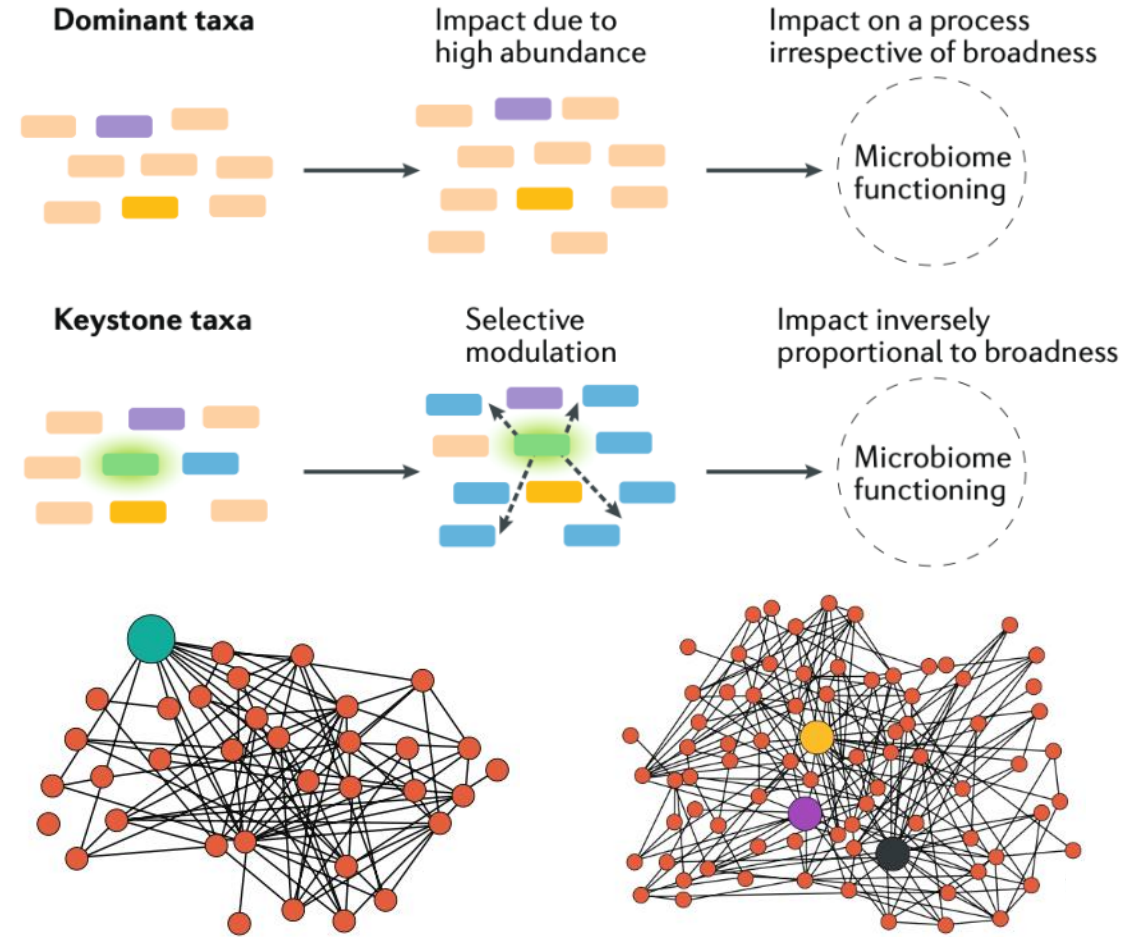 Dominant taxa
Impact due to
high abundance
Impact on a process
irrespective of broadness
Microbiome
functioning
Keystone taxa
Selective
modulation
Impact inversely
proportional to broadness
Microbiome
functioning